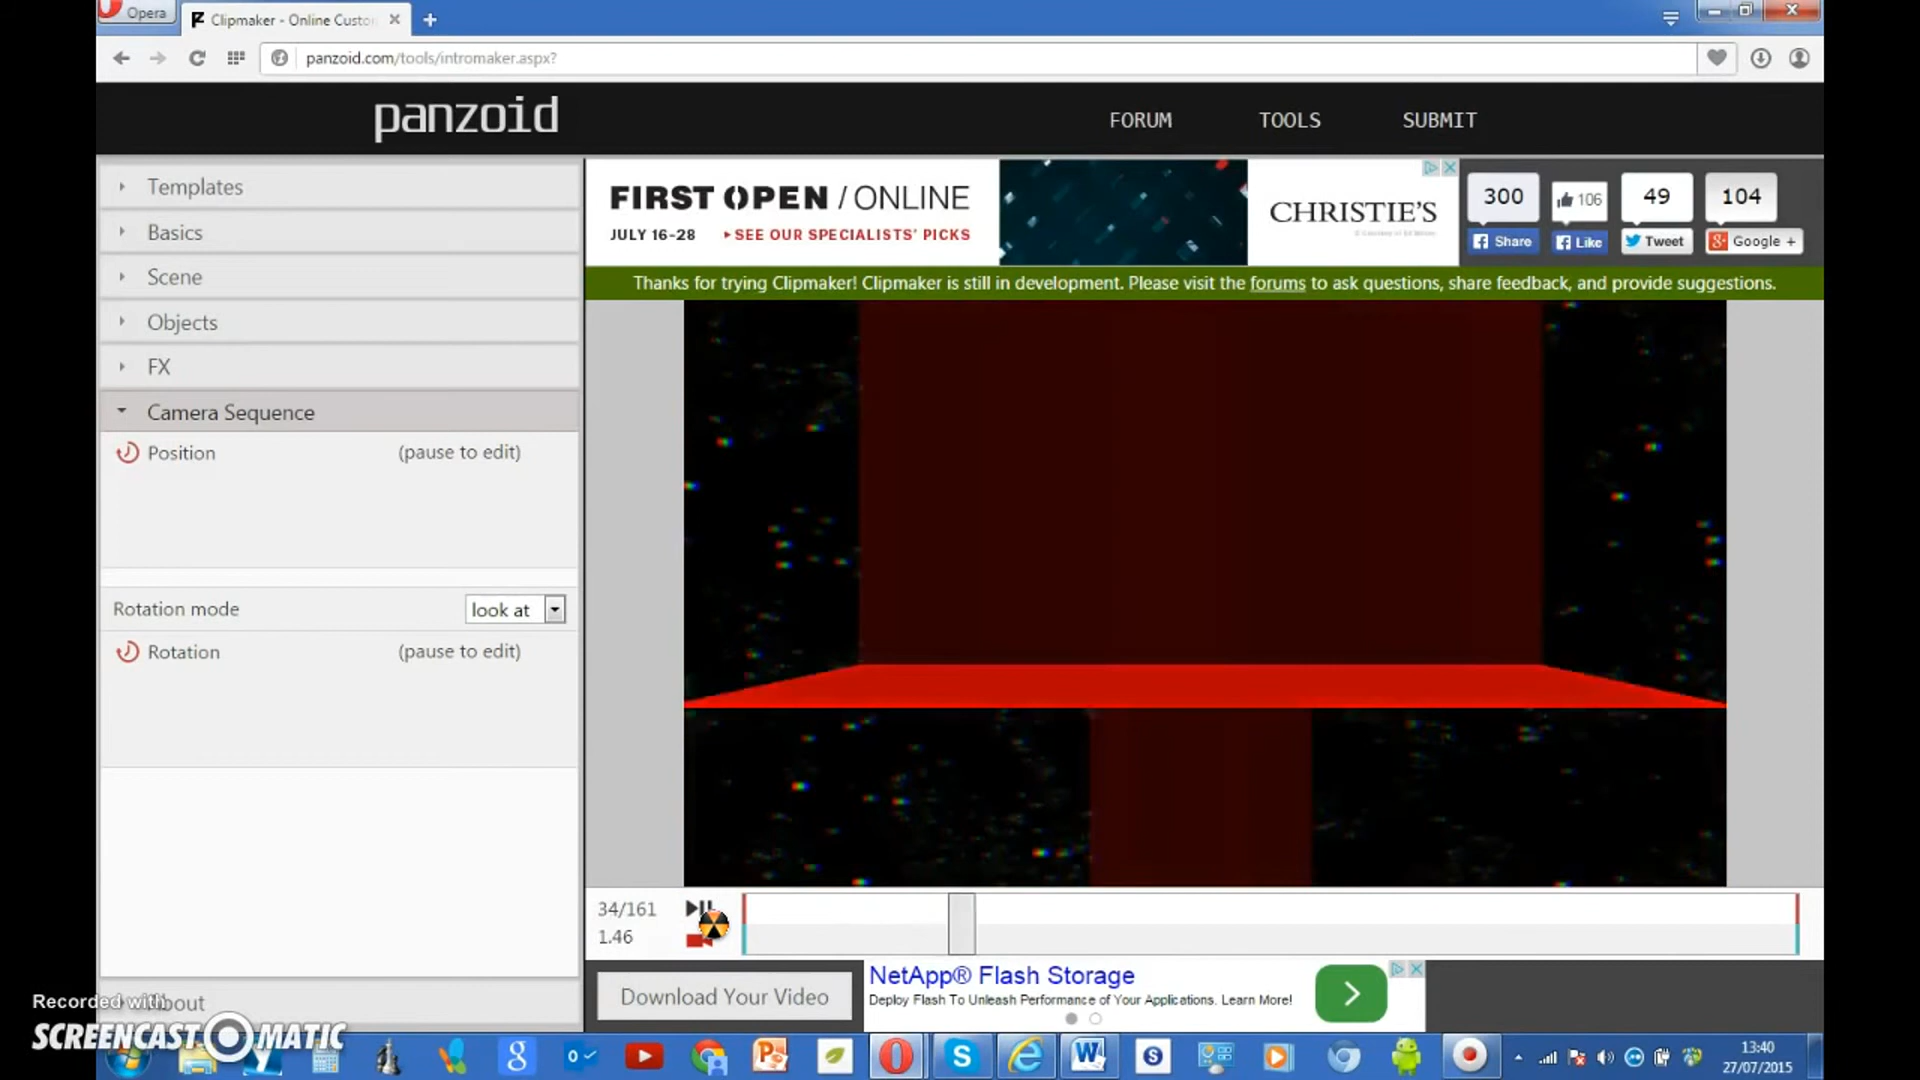 Opera
Clipmaker - Online Custo
panzoid.com/tools/intromaker.aspx?
panzoid
FORUM
TOOLS
SUBMIT
Templates
Basics
Scene
Objects
FX
Camera Sequence
Position
(pause to edit)
Rotation mode
look at
Rotation
(pause to edit)
About
FIRST OPEN / ONLINE
JULY 16-28
SEE OUR SPECIALISTS' PICKS
CHRISTIE'S
300
106
49
104
Share
Like
Tweet
Google +
Thanks for trying Clipmaker! Clipmaker is still in development. Please visit the forums to ask questions, share feedback, and provide suggestions.
34/161
1.46
Download Your Video
NetApp® Flash Storage
Deploy Flash To Unleash Performance of Your Applications. Learn More!
Recorded with
SCREENCAST-O-MATIC
13:40
27/07/2015